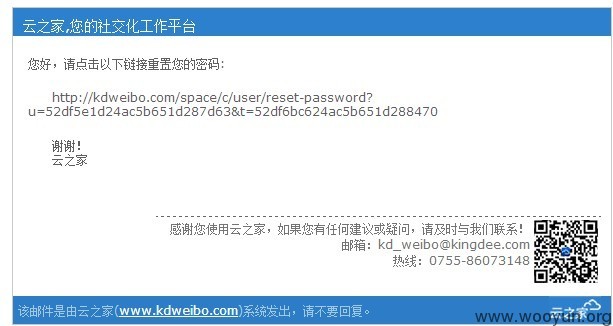 云之家,您的社交化工作平台
您好，请点击以下链接重置您的密码:
http://kdweibo.com/space/c/user/reset-password?
u=52df5e1d24ac5b651d287d63&t=52df6bc624ac5b651d288470
谢谢!
云之家
感谢您使用云之家，如果您有任何建议或疑问，请及时与我们联系!
邮箱：kd_weibo@kingdee.com
热线：0755-86073148
该邮件是由云之家(www.kdweibo.com)系统发出，请不要回复。
云之家
www.wooyun.org